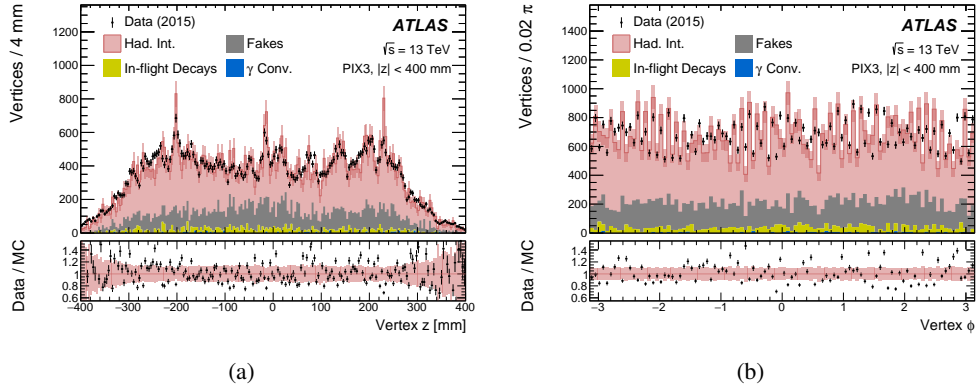 Vertices / 4 mm
1200
1000
800
600
400
200
0
Data (2015)
Had. Int.
Fakes
In-flight Decays
γ Conv.
ATLAS
√s = 13 TeV
PIX3, |z| < 400 mm
Data / MC
1.4
1.2
1
0.8
0.6
−400 −300 −200 −100 0 100 200 300 400
Vertex z [mm]
(a)
Vertices / 0.02 π
1400
1200
1000
800
600
400
200
0
Data (2015)
Had. Int.
Fakes
In-flight Decays
γ Conv.
ATLAS
√s = 13 TeV
PIX3, |z| < 400 mm
Data / MC
1.4
1.2
1
0.8
0.6
−3 −2 −1 0 1 2 3
Vertex ϕ
(b)